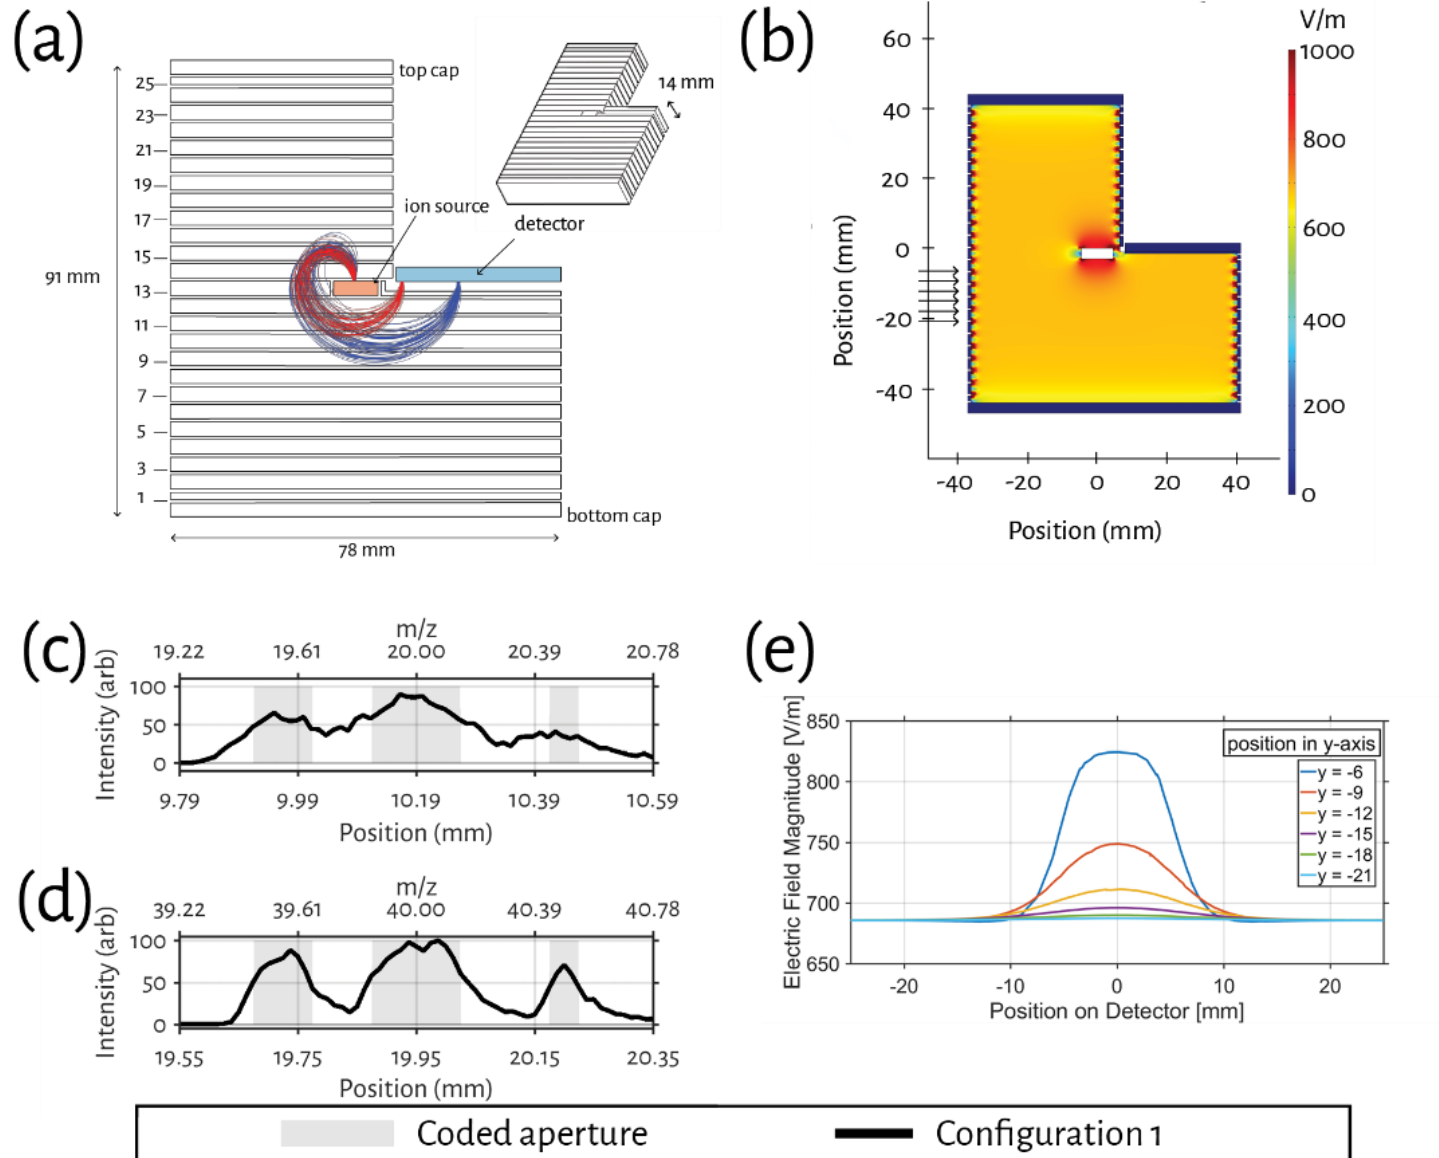 (a)
top cap
25
23
21
19
17
15
13
11
9
7
5
3
1
91 mm
78 mm
bottom cap
ion source
detector
14 mm
(b)
V/m
1000
800
600
400
200
0
60
40
20
0
-20
-40
Position (mm)
-40 -20 0 20 40
Position (mm)
(c)
m/z
19.22 19.61 20.00 20.39 20.78
Intensity (arb)
100
50
0
9.79 9.99 10.19 10.39 10.59
Position (mm)
(d)
m/z
39.22 39.61 40.00 40.49 40.78
Intensity (arb)
100
50
0
19.55 19.75 19.95 20.15 20.35
Position (mm)
(e)
Electric Field Magnitude [V/m]
850
800
750
700
650
position in y-axis
y = -6
y = -9
y = -12
y = -15
y = -18
y = -21
-20 -10 0 10 20
Position on Detector [mm]
Coded aperture
Configuration 1